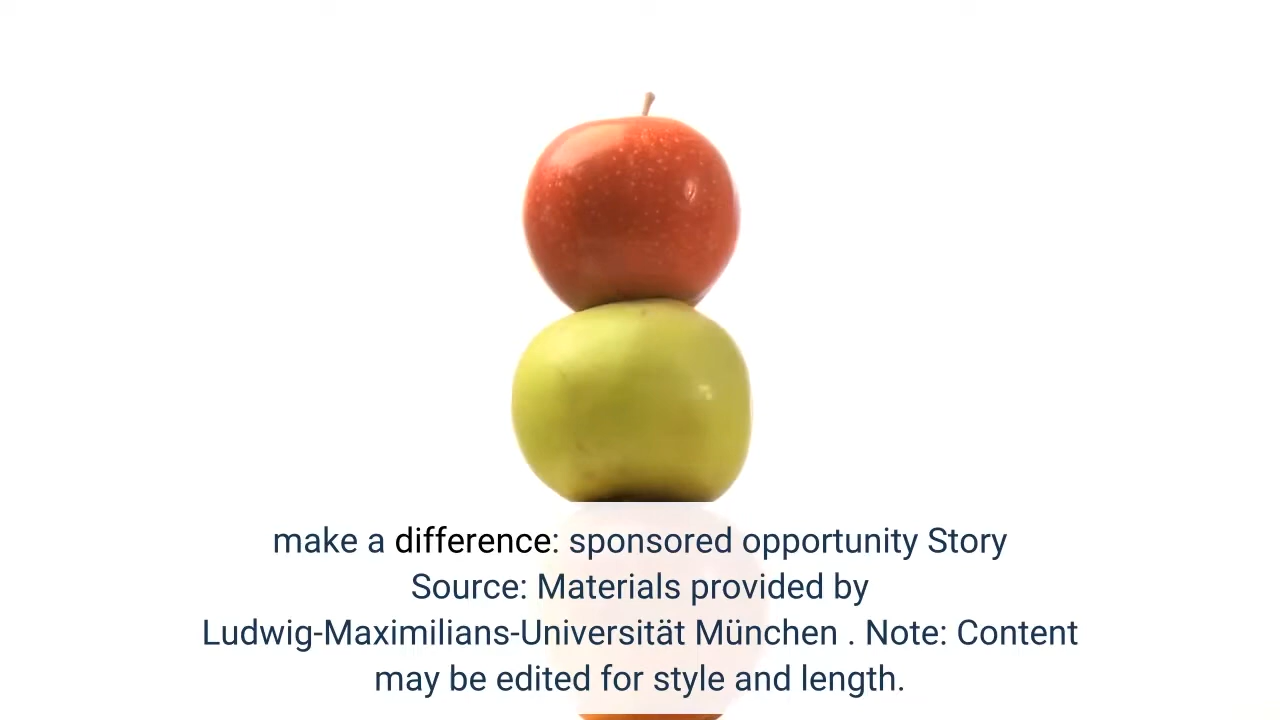 make a difference: sponsored opportunity Story
Source: Materials provided by
Ludwig-Maximilians-Universität München . Note: Content
may be edited for style and length.